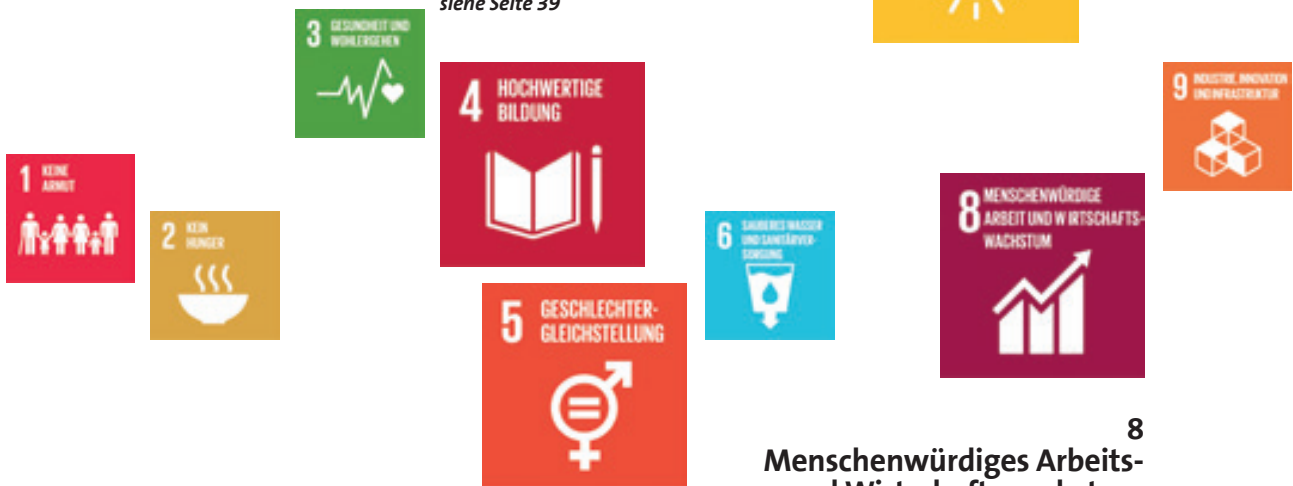 siehe Seite 39
3 GESUNDHEIT UND
WOHLERGEHEN
4 HOCHWERTIGE
BILDUNG
9 INDUSTRIE, INNOVATION
UND INFRASTRUKTUR
1 KEINE
ARMUT
2 KEIN
HUNGER
6 SAUBERES WASSER
UND SANITÄRVER-
SORGUNG
8 MENSCHENWÜRDIGE
ARBEIT UND WIRTSCHAFTS-
WACHSTUM
5 GESCHLECHTER-
GLEICHSTELLUNG
8
Menschenwürdiges Arbeits-